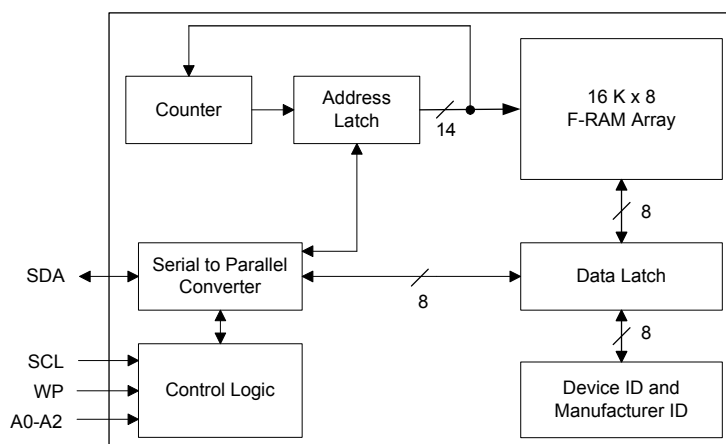 Counter
Address
Latch
14
16 K x 8
F-RAM Array
8
SDA
Serial to Parallel
Converter
8
Data Latch
8
SCL
WP
A0-A2
Control Logic
Device ID and
Manufacturer ID